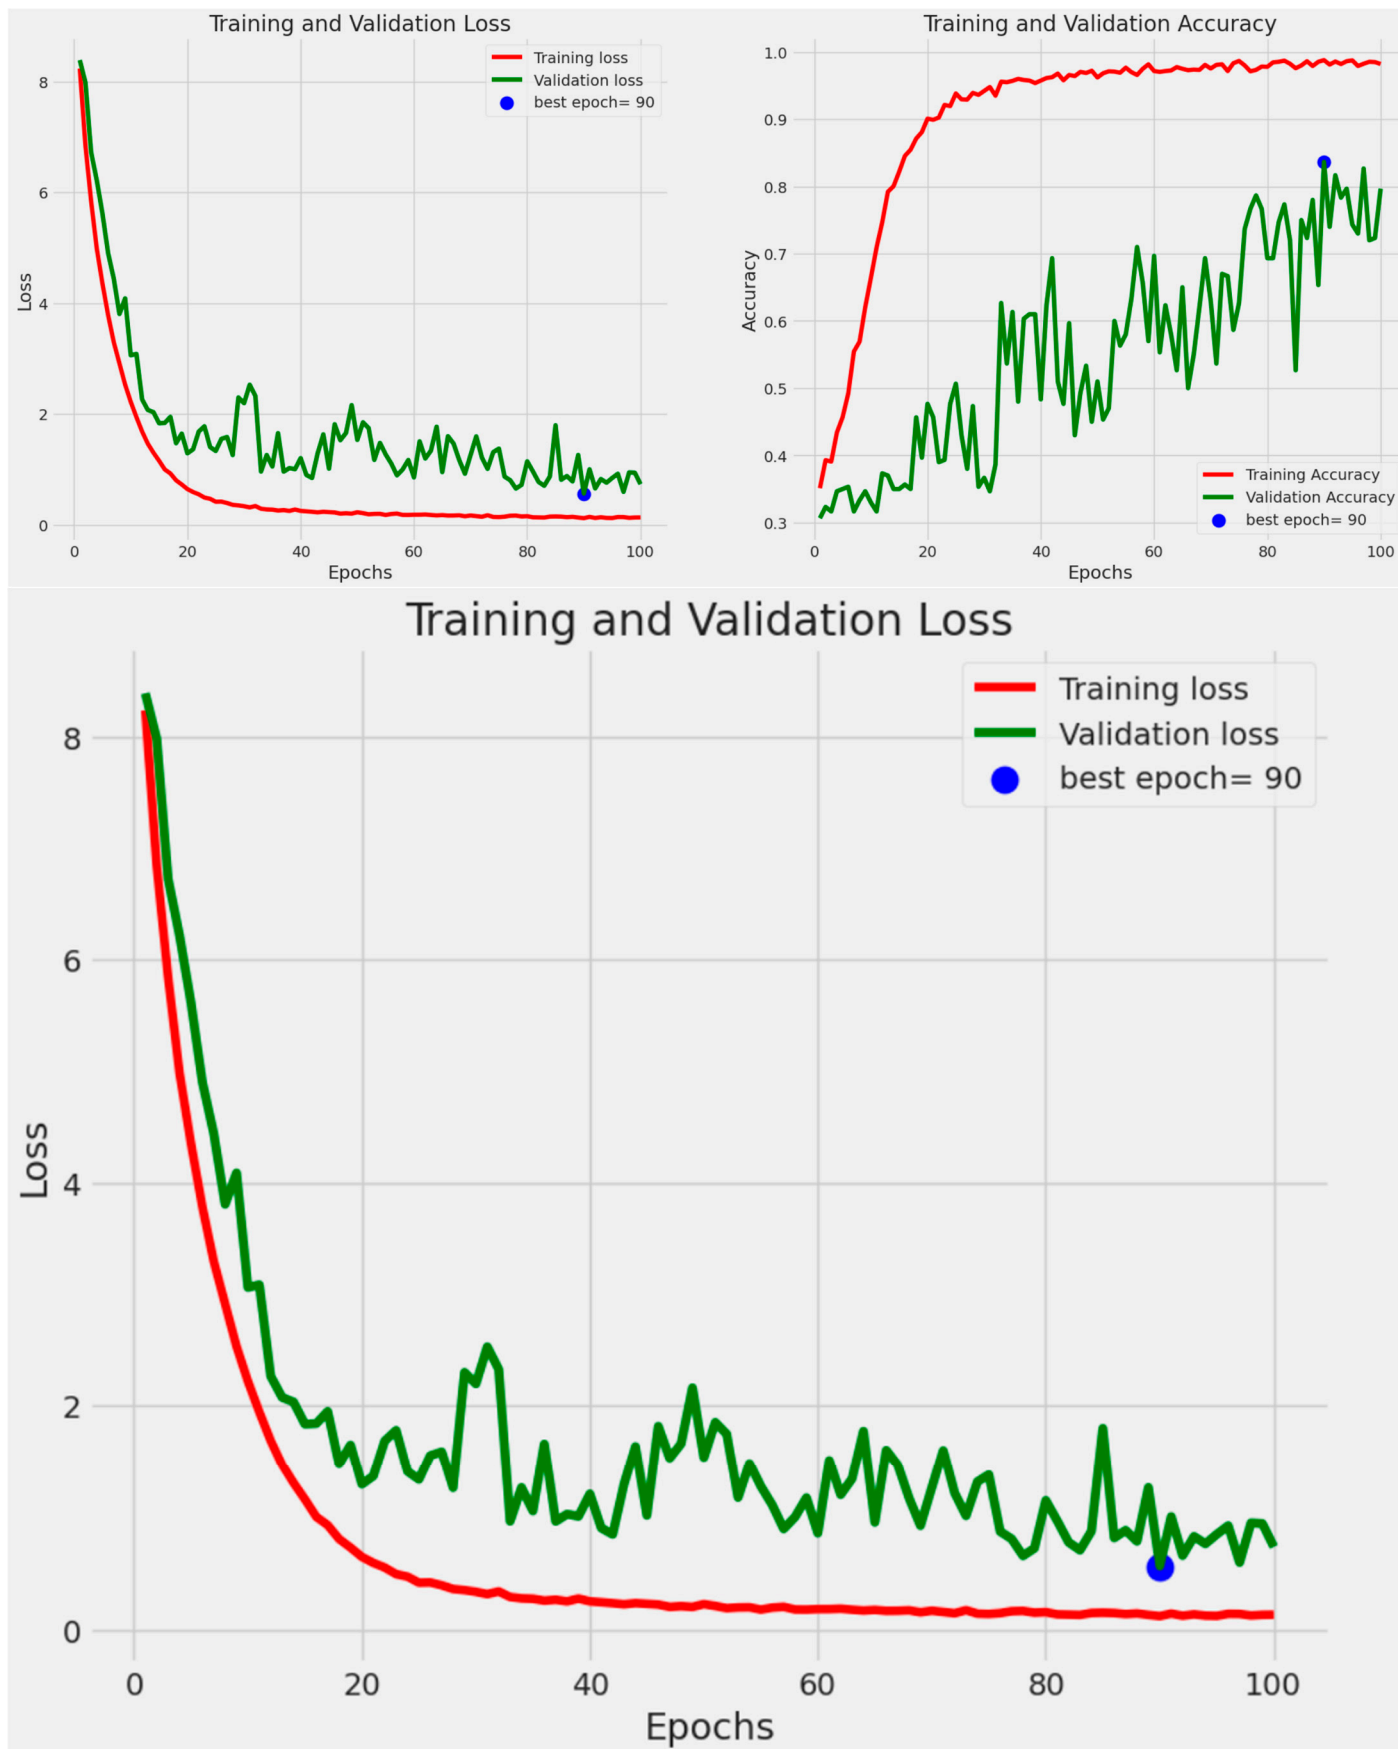 Training and Validation Loss
Training loss
Validation loss
best epoch= 90
8
6
4
2
0
Loss
0 20 40 60 80 100
Epochs
Training and Validation Accuracy
1.0
0.9
0.8
0.7
0.6
0.5
0.4
0.3
Accuracy
Training Accuracy
Validation Accuracy
best epoch= 90
0 20 40 60 80 100
Epochs
Training and Validation Loss
Training loss
Validation loss
best epoch= 90
8
6
4
2
0
Loss
0 20 40 60 80 100
Epochs